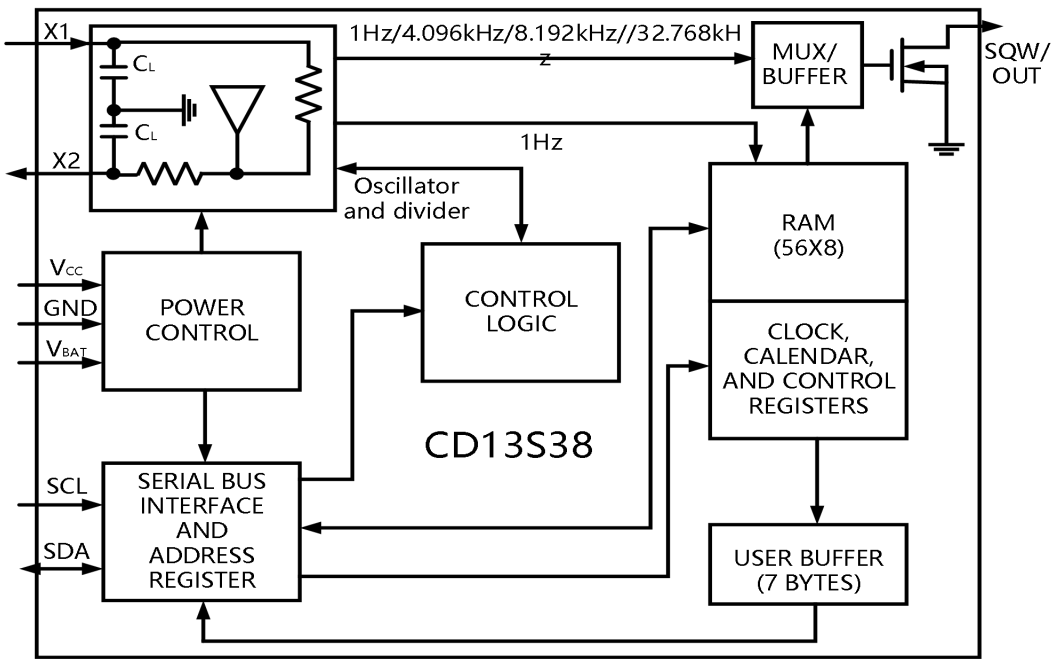 X1
1Hz/4.096kHz/8.192kHz//32.768kH
z
CL
CL
X2
1Hz
Oscillator
and divider
MUX/
BUFFER
SQW/
OUT
VCC
GND
VBAT
POWER
CONTROL
CONTROL
LOGIC
RAM
(56X8)
CLOCK,
CALENDAR,
AND CONTROL
REGISTERS
CD13S38
SCL
SDA
SERIAL BUS
INTERFACE
AND
ADDRESS
REGISTER
USER BUFFER
(7 BYTES)